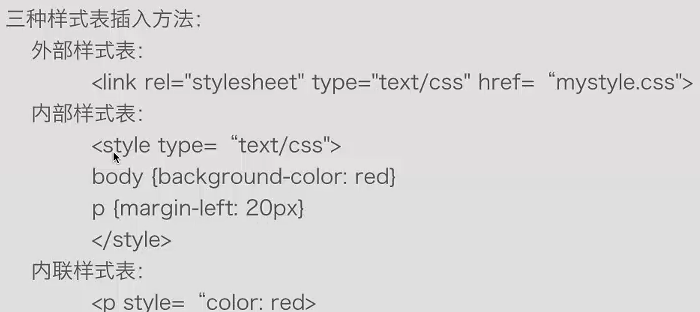 三种样式表插入方法：
外部样式表：
<link rel="stylesheet" type="text/css" href= “mystyle.css">
内部样式表：
<style type= “text/css">
body {background-color: red}
p {margin-left: 20px}
</style>
内联样式表：
<p style= “color: red>